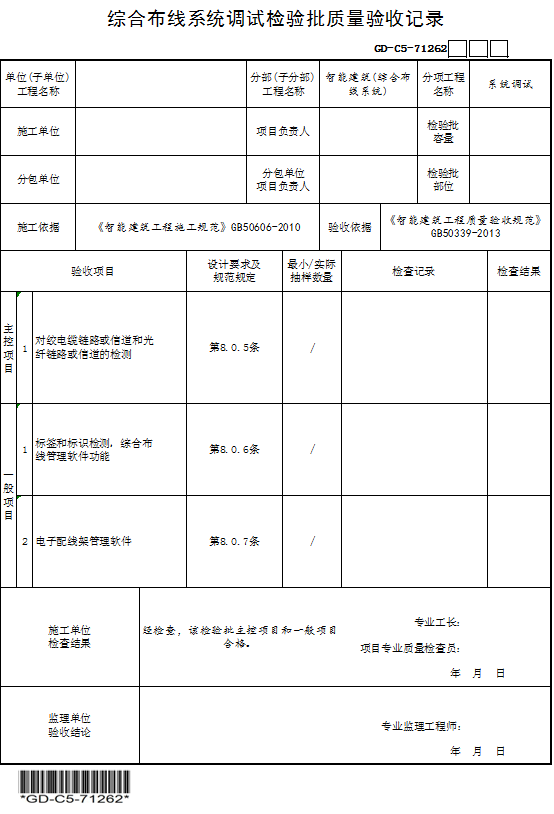 综合布线系统调试检验批质量验收记录
GD-C5-71262
单位(子单位)
工程名称
分部(子分部)
工程名称
智能建筑(综合布
线系统)
分项工程
名称
系统调试
施工单位
项目负责人
检验批
容量
分包单位
分包单位
项目负责人
检验批
部位
施工依据
《智能建筑工程施工规范》GB50606-2010
验收依据
《智能建筑工程质量验收规范》
GB50339-2013
验收项目
设计要求及
规范规定
最小/实际
抽样数量
检查记录
检查结果
主控项目
1
对绞电缆链路或信道和光
纤链路或信道的检测
第8.0.5条
/
一般项目
1
标签和标识检测, 综合布
线管理软件功能
第8.0.6条
/
2
电子配线架管理软件
第8.0.7条
/
施工单位
检查结果
经检查，该检验批主控项目和一般项目
合格。
专业工长:
项目专业质量检查员:
年 月 日
监理单位
验收结论
专业监理工程师:
年 月 日
*GD-C5-71262*